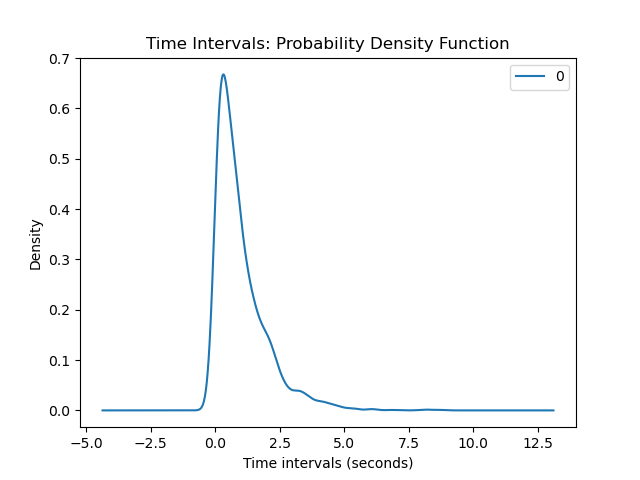 Time Intervals: Probability Density Function
0
0.7
0.6
0.5
0.4
0.3
0.2
0.1
0.0
Density
−5.0 −2.5 0.0 2.5 5.0 7.5 10.0 12.5
Time intervals (seconds)